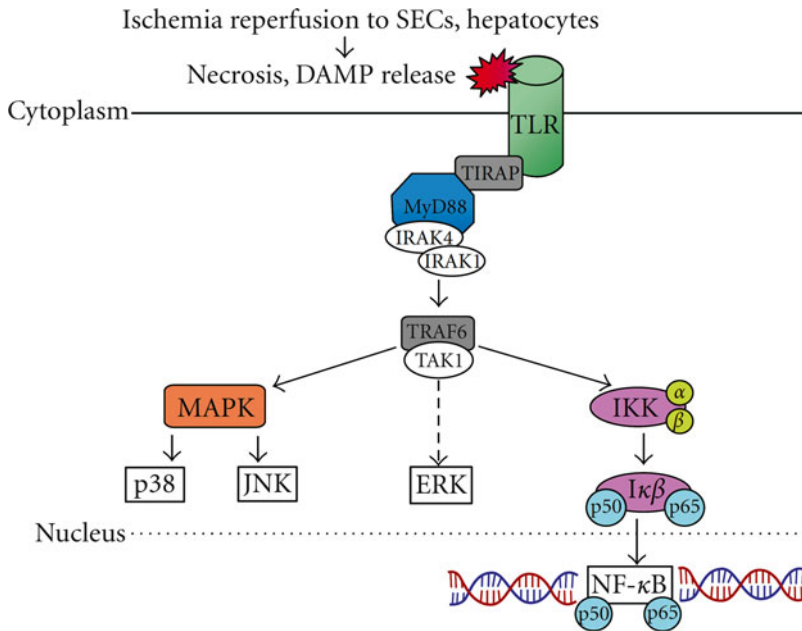 Ischemia reperfusion to SECs, hepatocytes
Necrosis, DAMP release
Cytoplasm
TLR
TIRAP
MyD88
IRAK4
IRAK1
TRAF6
TAK1
MAPK
IKK
α
β
p38
JNK
ERK
Iκβ
p50
p65
Nucleus
NF-κB
p50
p65